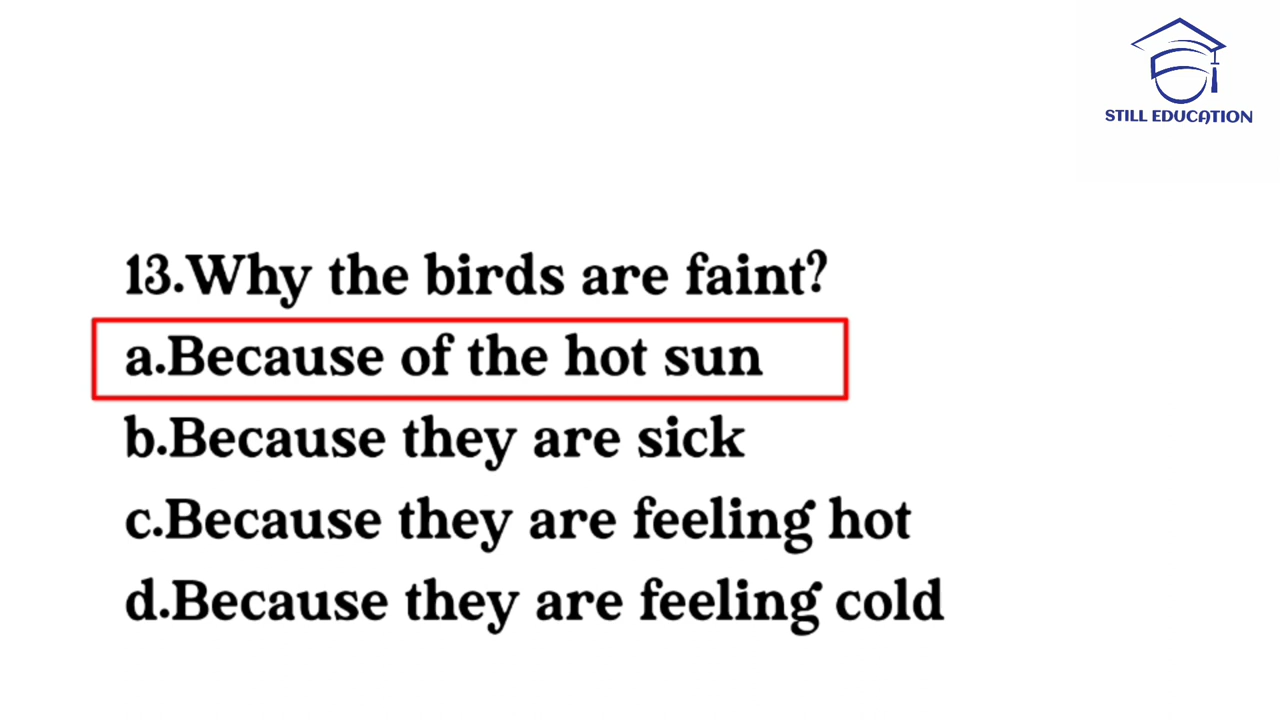 STILL EDUCATION
13.Why the birds are faint?
a.Because of the hot sun
b.Because they are sick
c.Because they are feeling hot
d.Because they are feeling cold